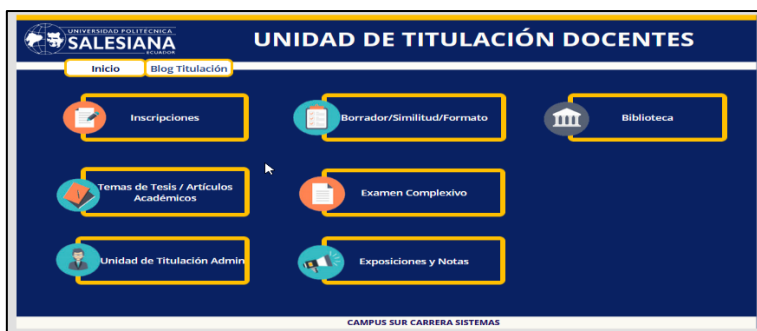 UNIVERSIDAD POLITÉCNICA
SALESIANA
ECUADOR
UNIDAD DE TITULACIÓN DOCENTES
Inicio
Blog Titulación
Inscripciones
Borrador/Similitud/Formato
Biblioteca
Temas de Tesis / Artículos
Académicos
Examen Complexivo
Unidad de Titulación Admin
Exposiciones y Notas
CAMPUS SUR CARRERA SISTEMAS